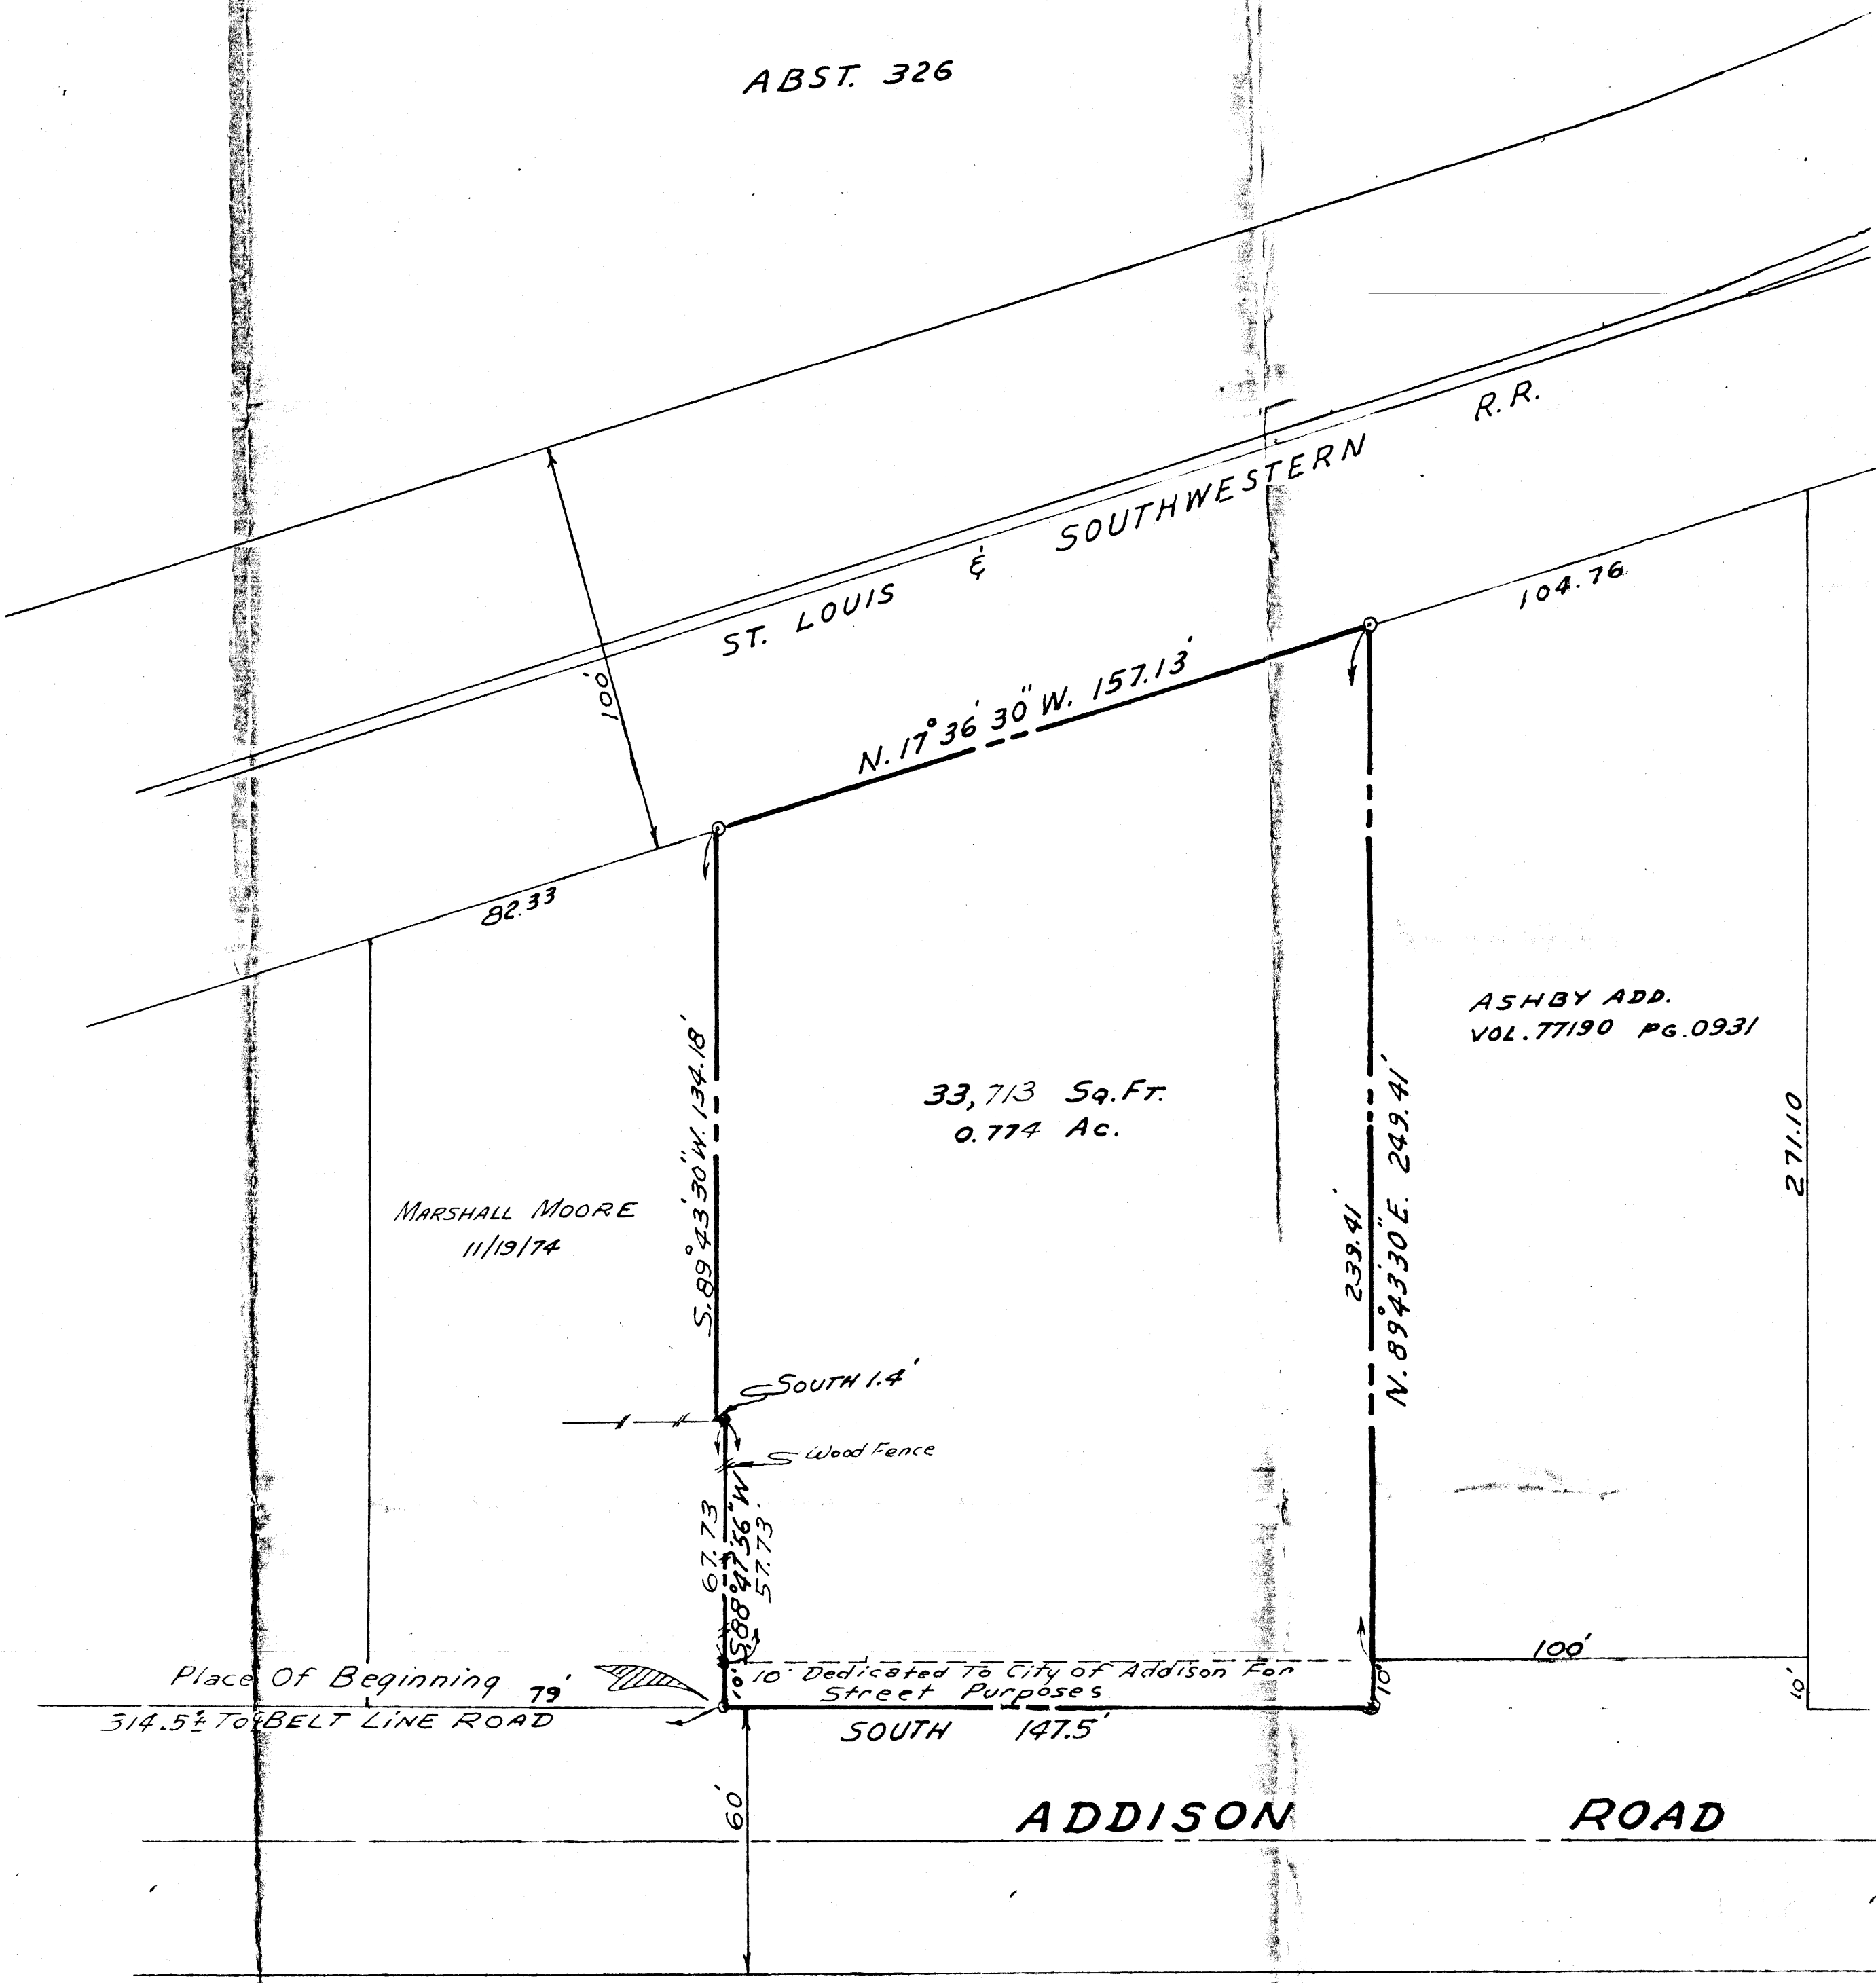 ABST. 326
R.R.
SOUTHWESTERN
&
ST. LOUIS
104.76
100'
N. 17° 36' 30" W. 157.13'
82.33
ASHBY ADD.
VOL. 77190 PG. 0931
S. 89° 43' 30" W. 134.18'
33,713 Sq. Ft.
0.774 Ac.
271.10
MARSHALL MOORE
11/19/74
239.41'
N. 89° 43' 30" E. 249.41'
SOUTH 1.4'
Wood Fence
67.73
S 88° 47' 56" W
57.73'
100'
Place Of Beginning
79'
10'
10' Dedicated To City of Addison For
Street Purposes
10'
10'
314.5'± To BELT LINE ROAD
SOUTH 147.5'
60'
ADDISON ROAD